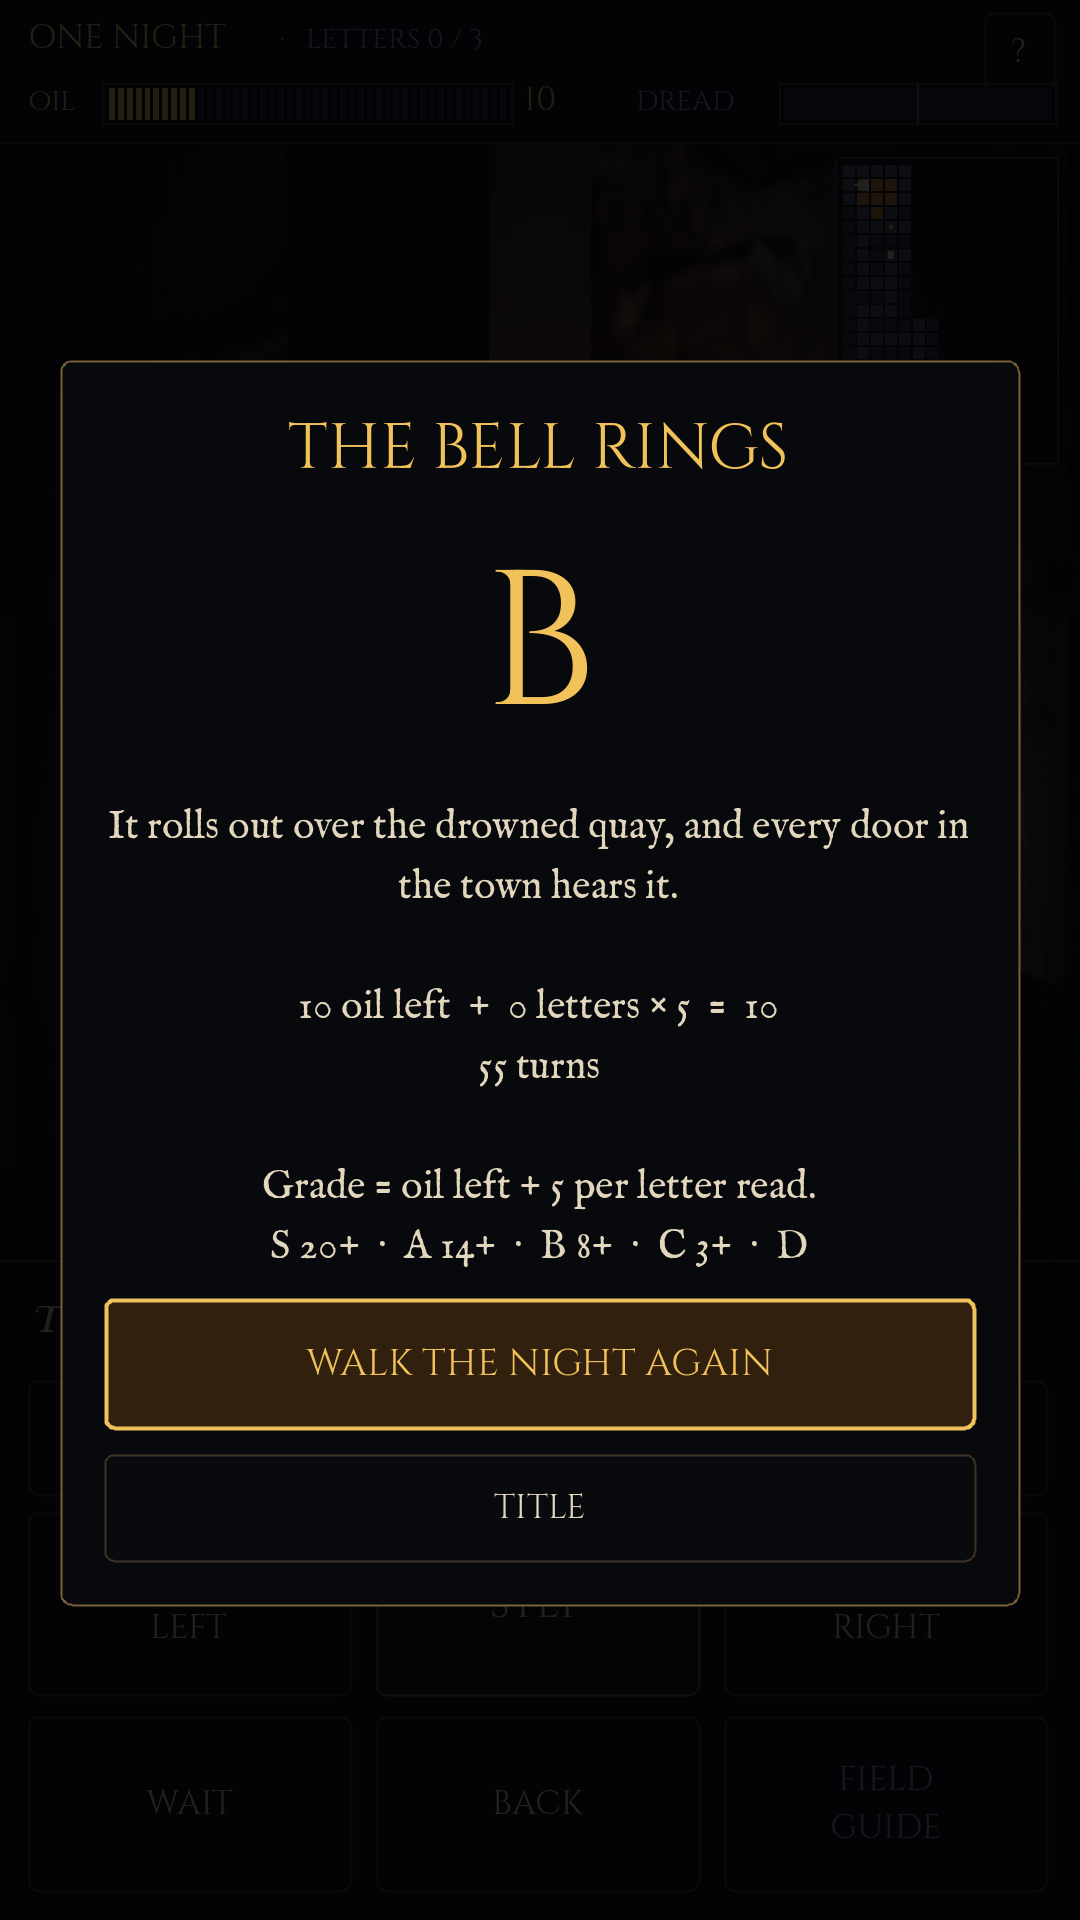 ONE NIGHT · LETTERS 0 / 3
?
OIL 10 DREAD
THE BELL RINGS
B
It rolls out over the drowned quay, and every door in
the town hears it.
10 oil left + 0 letters × 5 = 10
55 turns
Grade = oil left + 5 per letter read.
S 20+ · A 14+ · B 8+ · C 3+ · D
WALK THE NIGHT AGAIN
TITLE
LEFT STEP RIGHT
WAIT BACK FIELD
GUIDE